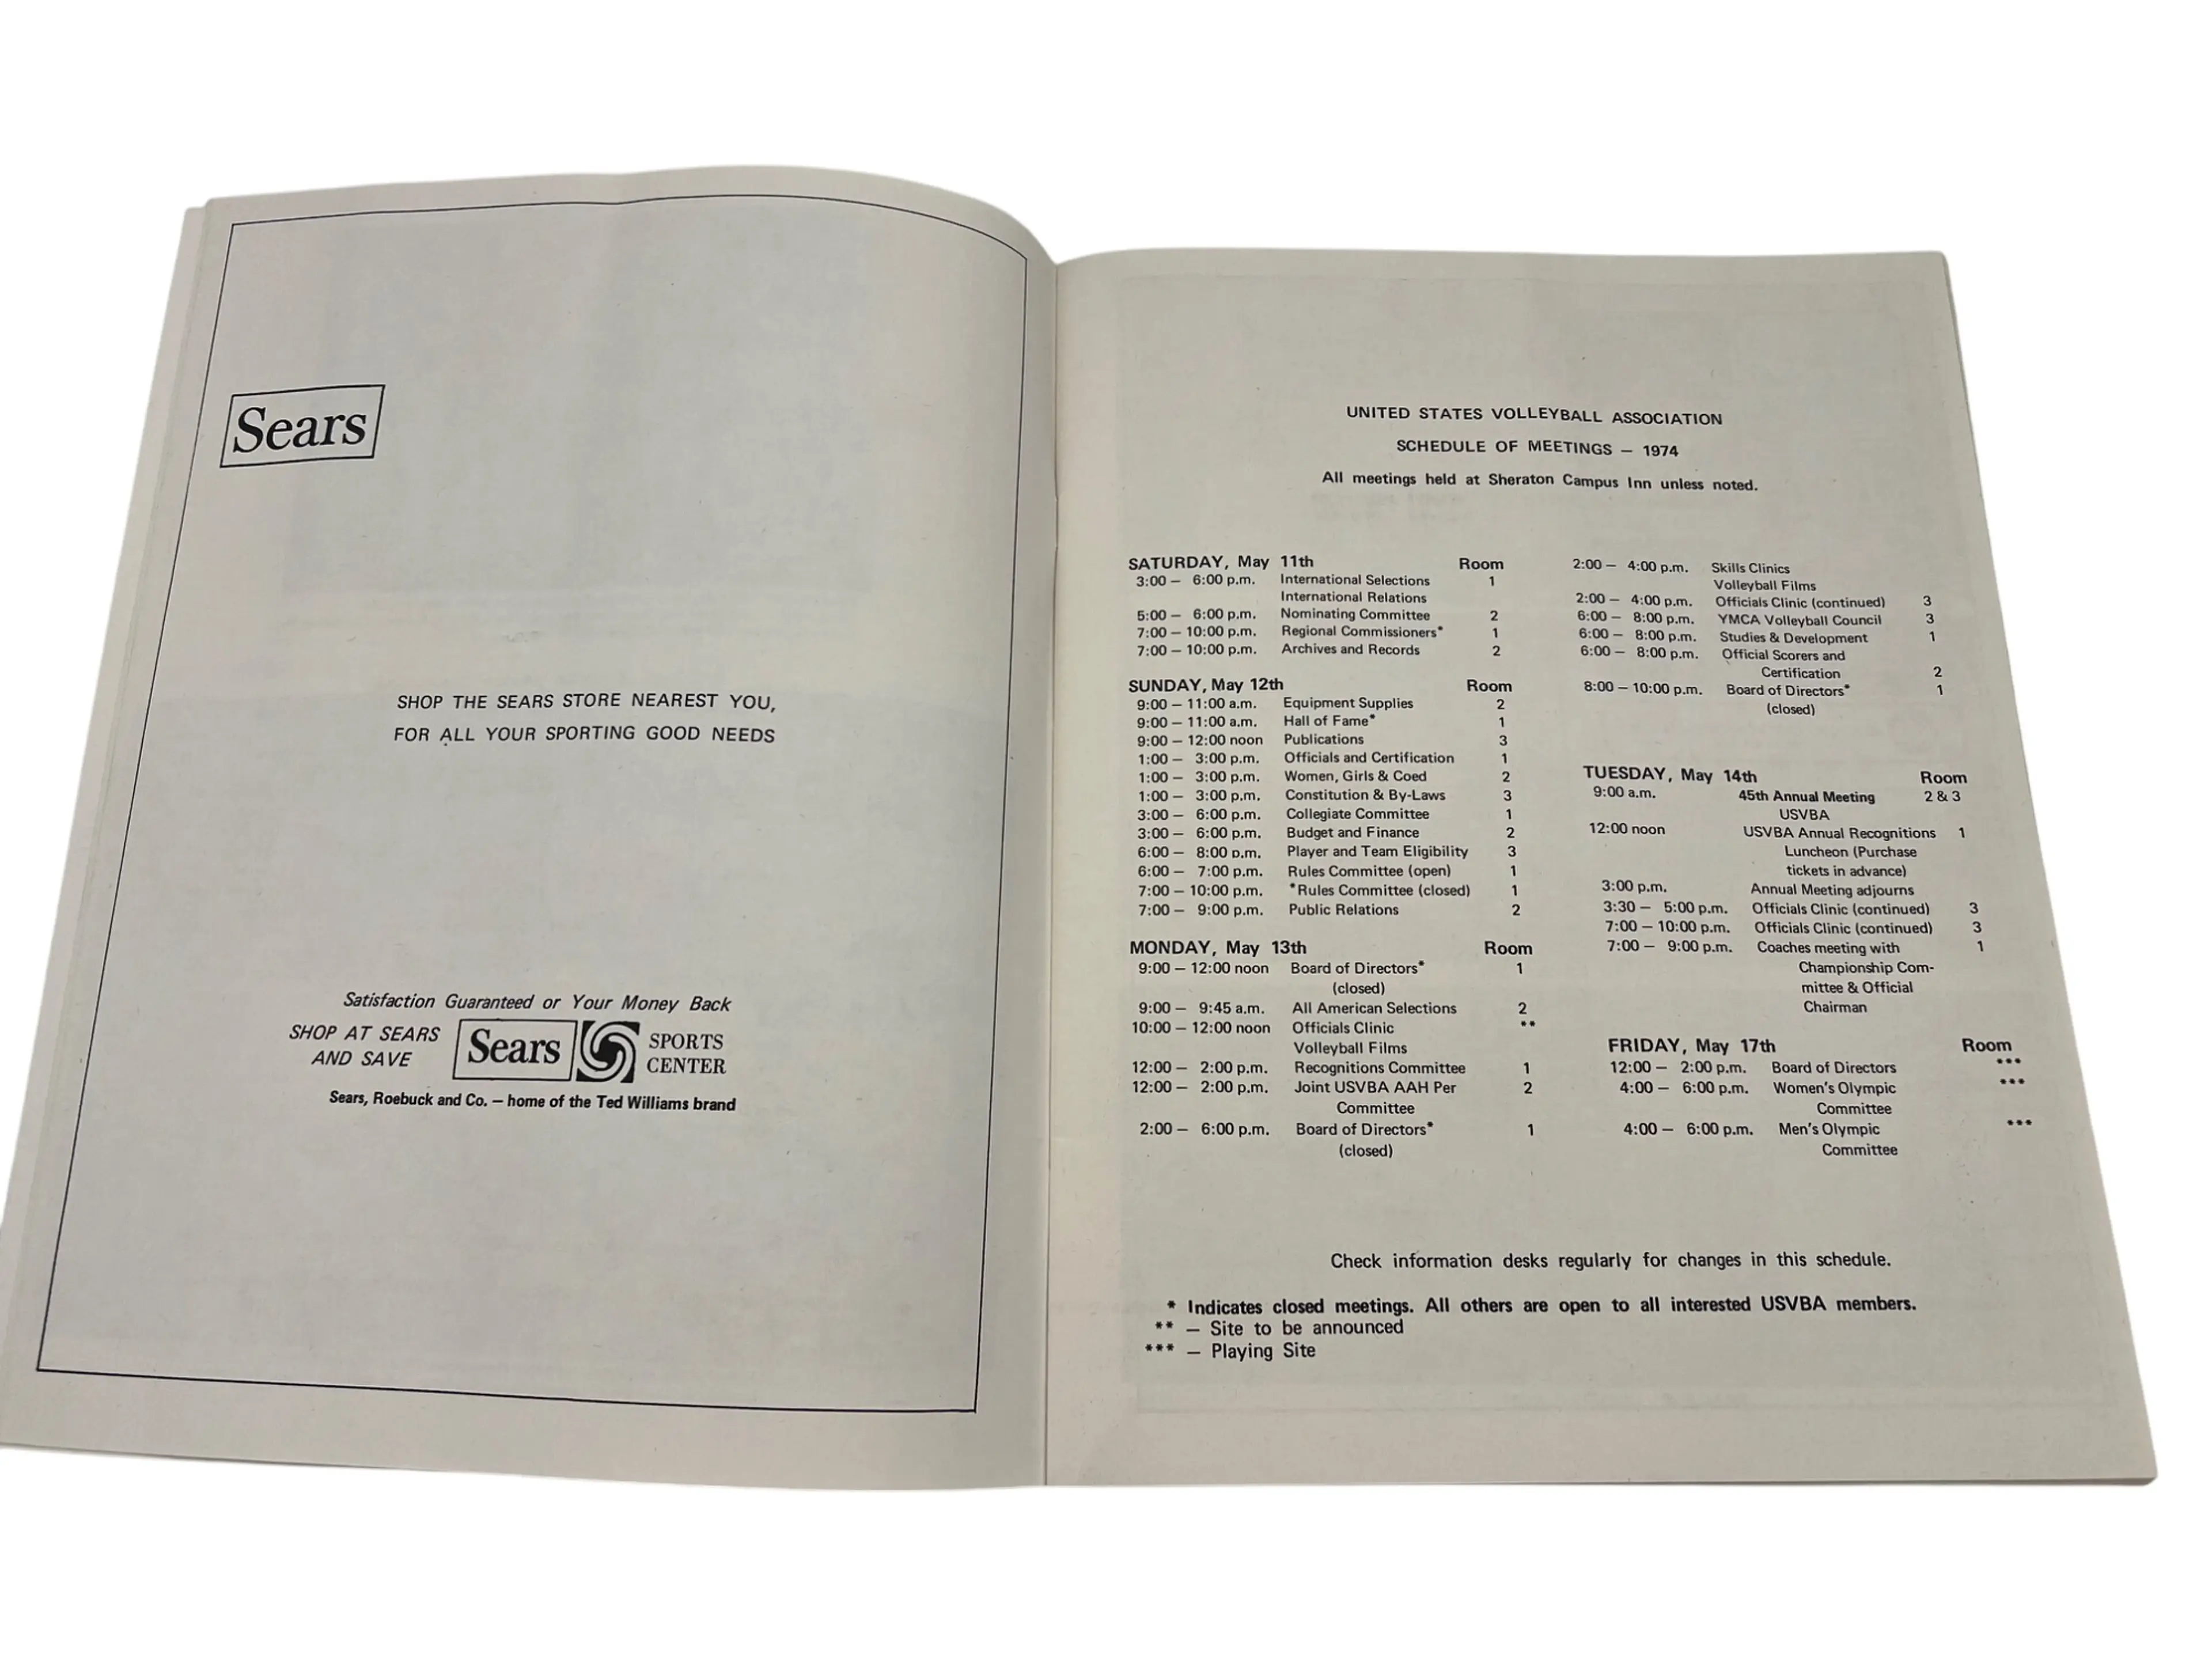 Sears
SHOP THE SEARS STORE NEAREST YOU,
FOR ALL YOUR SPORTING GOOD NEEDS
Satisfaction Guaranteed or Your Money Back
SHOP AT SEARS
AND SAVE
Sears
SPORTS
CENTER
Sears, Roebuck and Co. — home of the Ted Williams brand
UNITED STATES VOLLEYBALL ASSOCIATION
SCHEDULE OF MEETINGS — 1974
All meetings held at Sheraton Campus Inn unless noted.
SATURDAY, May 11th Room
3:00 — 6:00 p.m. International Selections 1
International Relations
5:00 — 6:00 p.m. Nominating Committee 2
7:00 — 10:00 p.m. Regional Commissioners* 1
7:00 — 10:00 p.m. Archives and Records 2
SUNDAY, May 12th Room
9:00 — 11:00 a.m. Equipment Supplies 2
9:00 — 11:00 a.m. Hall of Fame* 1
9:00 — 12:00 noon Publications 3
1:00 — 3:00 p.m. Officials and Certification 1
1:00 — 3:00 p.m. Women, Girls & Coed 2
1:00 — 3:00 p.m. Constitution & By-Laws 3
3:00 — 6:00 p.m. Collegiate Committee 1
3:00 — 6:00 p.m. Budget and Finance 2
6:00 — 8:00 p.m. Player and Team Eligibility 3
6:00 — 7:00 p.m. Rules Committee (open) 1
7:00 — 10:00 p.m. *Rules Committee (closed) 1
7:00 — 9:00 p.m. Public Relations 2
MONDAY, May 13th Room
9:00 — 12:00 noon Board of Directors* 1
(closed)
9:00 — 9:45 a.m. All American Selections 2
10:00 — 12:00 noon Officials Clinic **
Volleyball Films
12:00 — 2:00 p.m. Recognitions Committee 1
12:00 — 2:00 p.m. Joint USVBA AAH Per 2
Committee
2:00 — 6:00 p.m. Board of Directors* 1
(closed)
2:00 — 4:00 p.m. Skills Clinics
Volleyball Films
2:00 — 4:00 p.m. Officials Clinic (continued) 3
6:00 — 8:00 p.m. YMCA Volleyball Council 3
6:00 — 8:00 p.m. Studies & Development 1
6:00 — 8:00 p.m. Official Scorers and
Certification 2
8:00 — 10:00 p.m. Board of Directors* 1
(closed)
TUESDAY, May 14th Room
9:00 a.m. 45th Annual Meeting 2 & 3
USVBA
12:00 noon USVBA Annual Recognitions 1
Luncheon (Purchase
tickets in advance)
3:00 p.m. Annual Meeting adjourns
3:30 — 5:00 p.m. Officials Clinic (continued) 3
7:00 — 10:00 p.m. Officials Clinic (continued) 3
7:00 — 9:00 p.m. Coaches meeting with 1
Championship Com-
mittee & Official
Chairman
FRIDAY, May 17th Room
12:00 — 2:00 p.m. Board of Directors ***
4:00 — 6:00 p.m. Women's Olympic ***
Committee
4:00 — 6:00 p.m. Men's Olympic ***
Committee
Check information desks regularly for changes in this schedule.
* Indicates closed meetings. All others are open to all interested USVBA members.
** — Site to be announced
*** — Playing Site